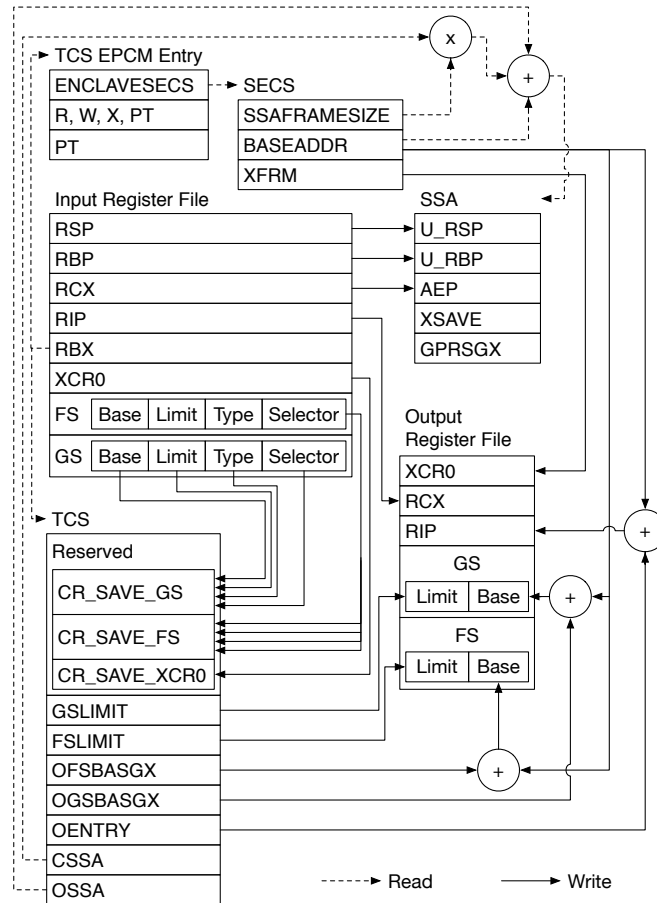 x
TCS EPCM Entry
+
ENCLAVESECS
SECS
R, W, X, PT
SSAFRAMESIZE
PT
BASEADDR
XFRM
Input Register File
SSA
RSP
U_RSP
RBP
U_RBP
RCX
AEP
RIP
XSAVE
RBX
GPRSGX
XCR0
FS Base Limit Type Selector
GS Base Limit Type Selector
Output
Register File
XCR0
RCX
RIP
+
GS
Limit Base
+
FS
Limit Base
+
TCS
Reserved
CR_SAVE_GS
CR_SAVE_FS
CR_SAVE_XCR0
GSLIMIT
FSLIMIT
OFSBASGX
OGSBASGX
OENTRY
CSSA
OSSA
Read
Write